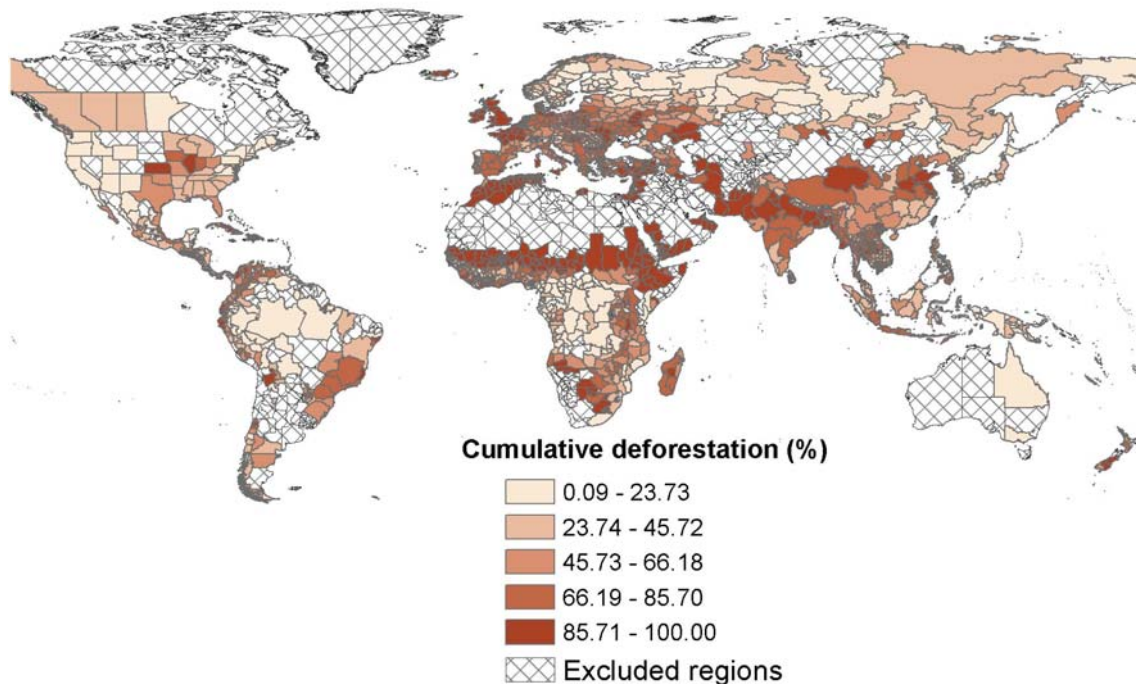 Cumulative deforestation (%)
0.09 - 23.73
23.74 - 45.72
45.73 - 66.18
66.19 - 85.70
85.71 - 100.00
Excluded regions